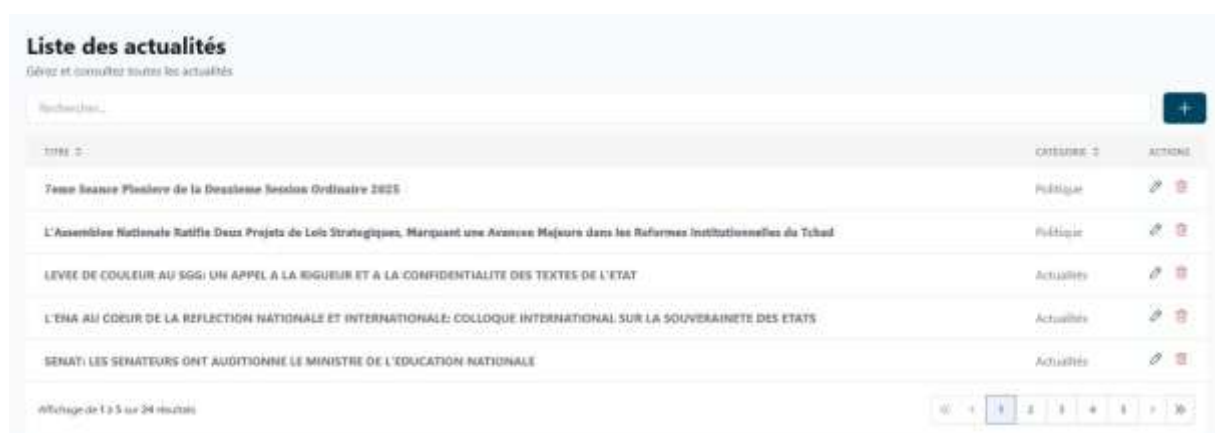 Liste des actualités
Gérez et consultez toutes les actualités
Rechercher...
TITRE CATÉGORIE ACTIONS
7eme Seance Pleniere de la Deuxieme Session Ordinaire 2025 Politique
L'Assemblee Nationale Ratifie Deux Projets de Lois Strategiques, Marquant une Avancee Majeure dans les Reformes Institutionnelles du Tchad Politique
LEVEE DE COULEUR AU SGG: UN APPEL A LA RIGUEUR ET A LA CONFIDENTIALITE DES TEXTES DE L'ETAT Actualités
L'ENA AU COEUR DE LA REFLECTION NATIONALE ET INTERNATIONALE: COLLOQUE INTERNATIONAL SUR LA SOUVERAINETE DES ETATS Actualités
SENAT: LES SENATEURS ONT AUDITIONNE LE MINISTRE DE L'EDUCATION NATIONALE Actualités
Affichage de 1 à 5 sur 24 résultats « ‹ 1 2 3 4 5 › »